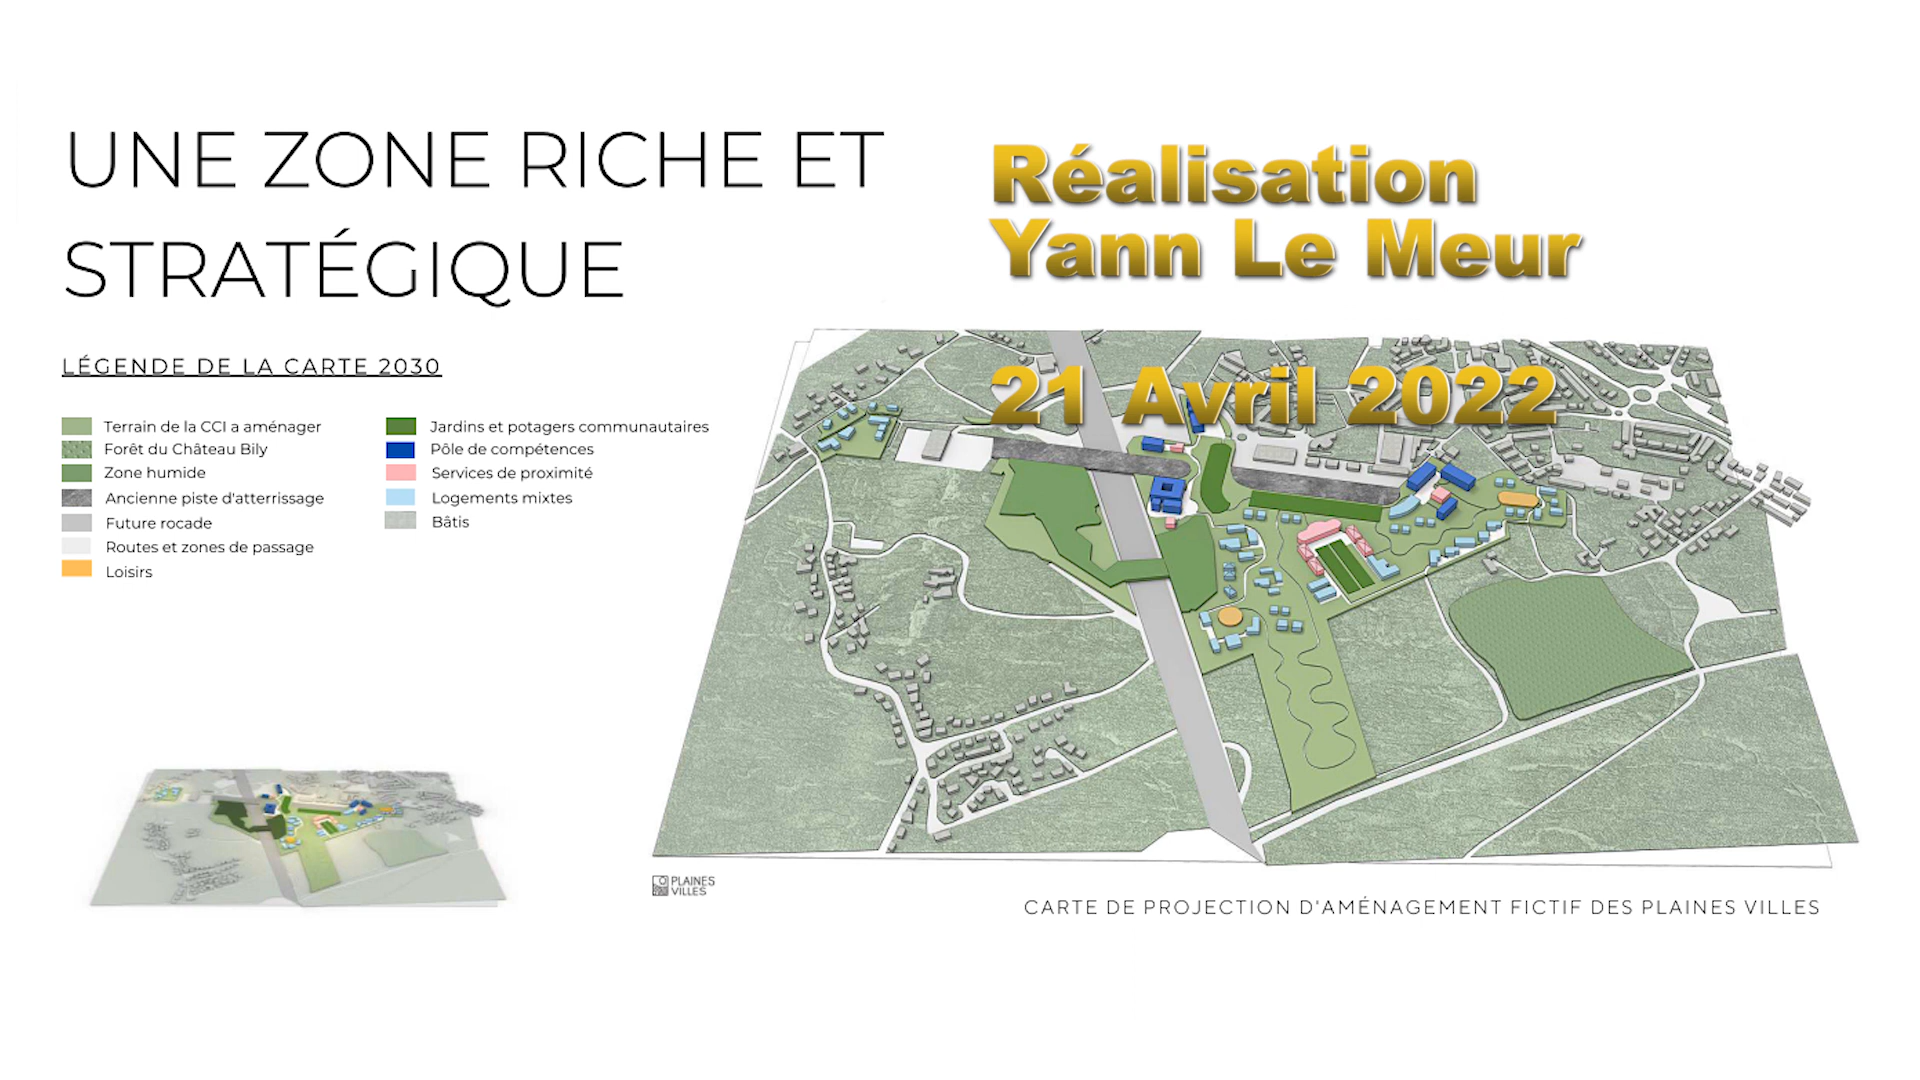 UNE ZONE RICHE ET
STRATÉGIQUE
Réalisation
Yann Le Meur
21 Avril 2022
LÉGENDE DE LA CARTE 2030
Terrain de la CCI a aménager
Forêt du Château Bily
Zone humide
Ancienne piste d'atterrissage
Future rocade
Routes et zones de passage
Loisirs
Jardins et potagers communautaires
Pôle de compétences
Services de proximité
Logements mixtes
Bâtis
PLAINES
VILLES
CARTE DE PROJECTION D'AMÉNAGEMENT FICTIF DES PLAINES VILLES